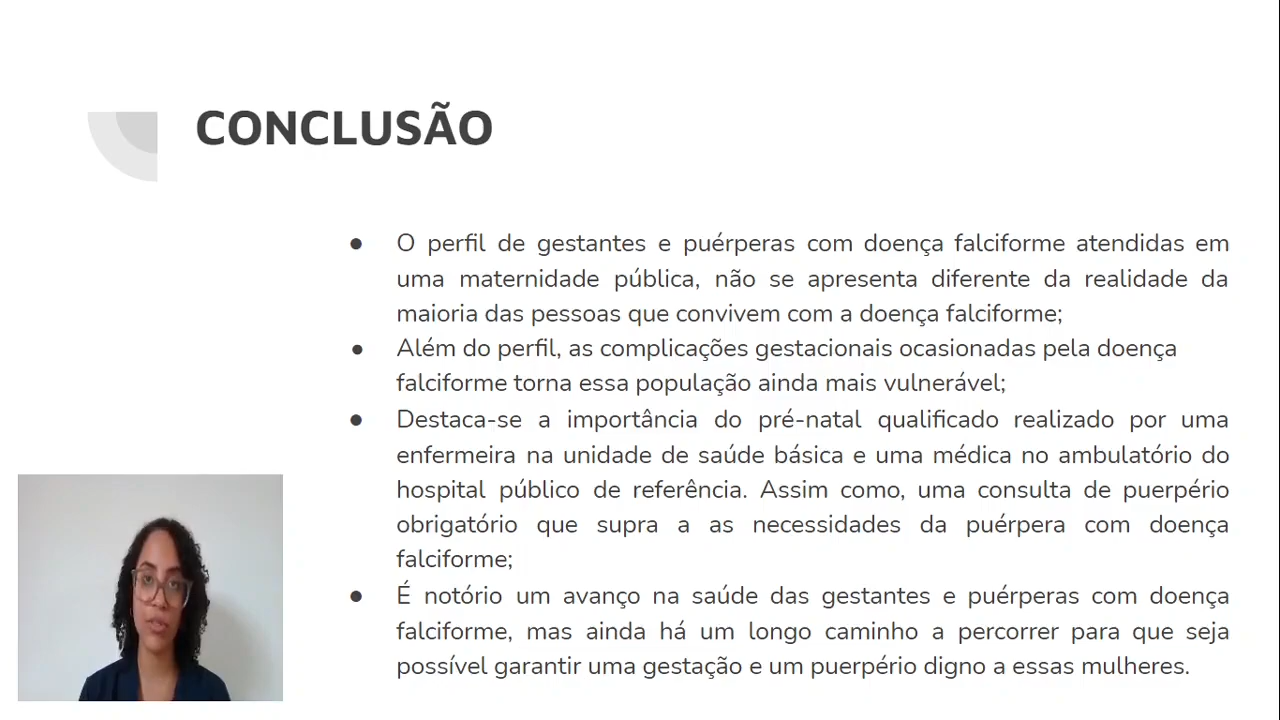 CONCLUSÃO
● O perfil de gestantes e puérperas com doença falciforme atendidas em
uma maternidade pública, não se apresenta diferente da realidade da
maioria das pessoas que convivem com a doença falciforme;
● Além do perfil, as complicações gestacionais ocasionadas pela doença
falciforme torna essa população ainda mais vulnerável;
● Destaca-se a importância do pré-natal qualificado realizado por uma
enfermeira na unidade de saúde básica e uma médica no ambulatório do
hospital público de referência. Assim como, uma consulta de puerpério
obrigatório que supra a as necessidades da puérpera com doença
falciforme;
● É notório um avanço na saúde das gestantes e puérperas com doença
falciforme, mas ainda há um longo caminho a percorrer para que seja
possível garantir uma gestação e um puerpério digno a essas mulheres.